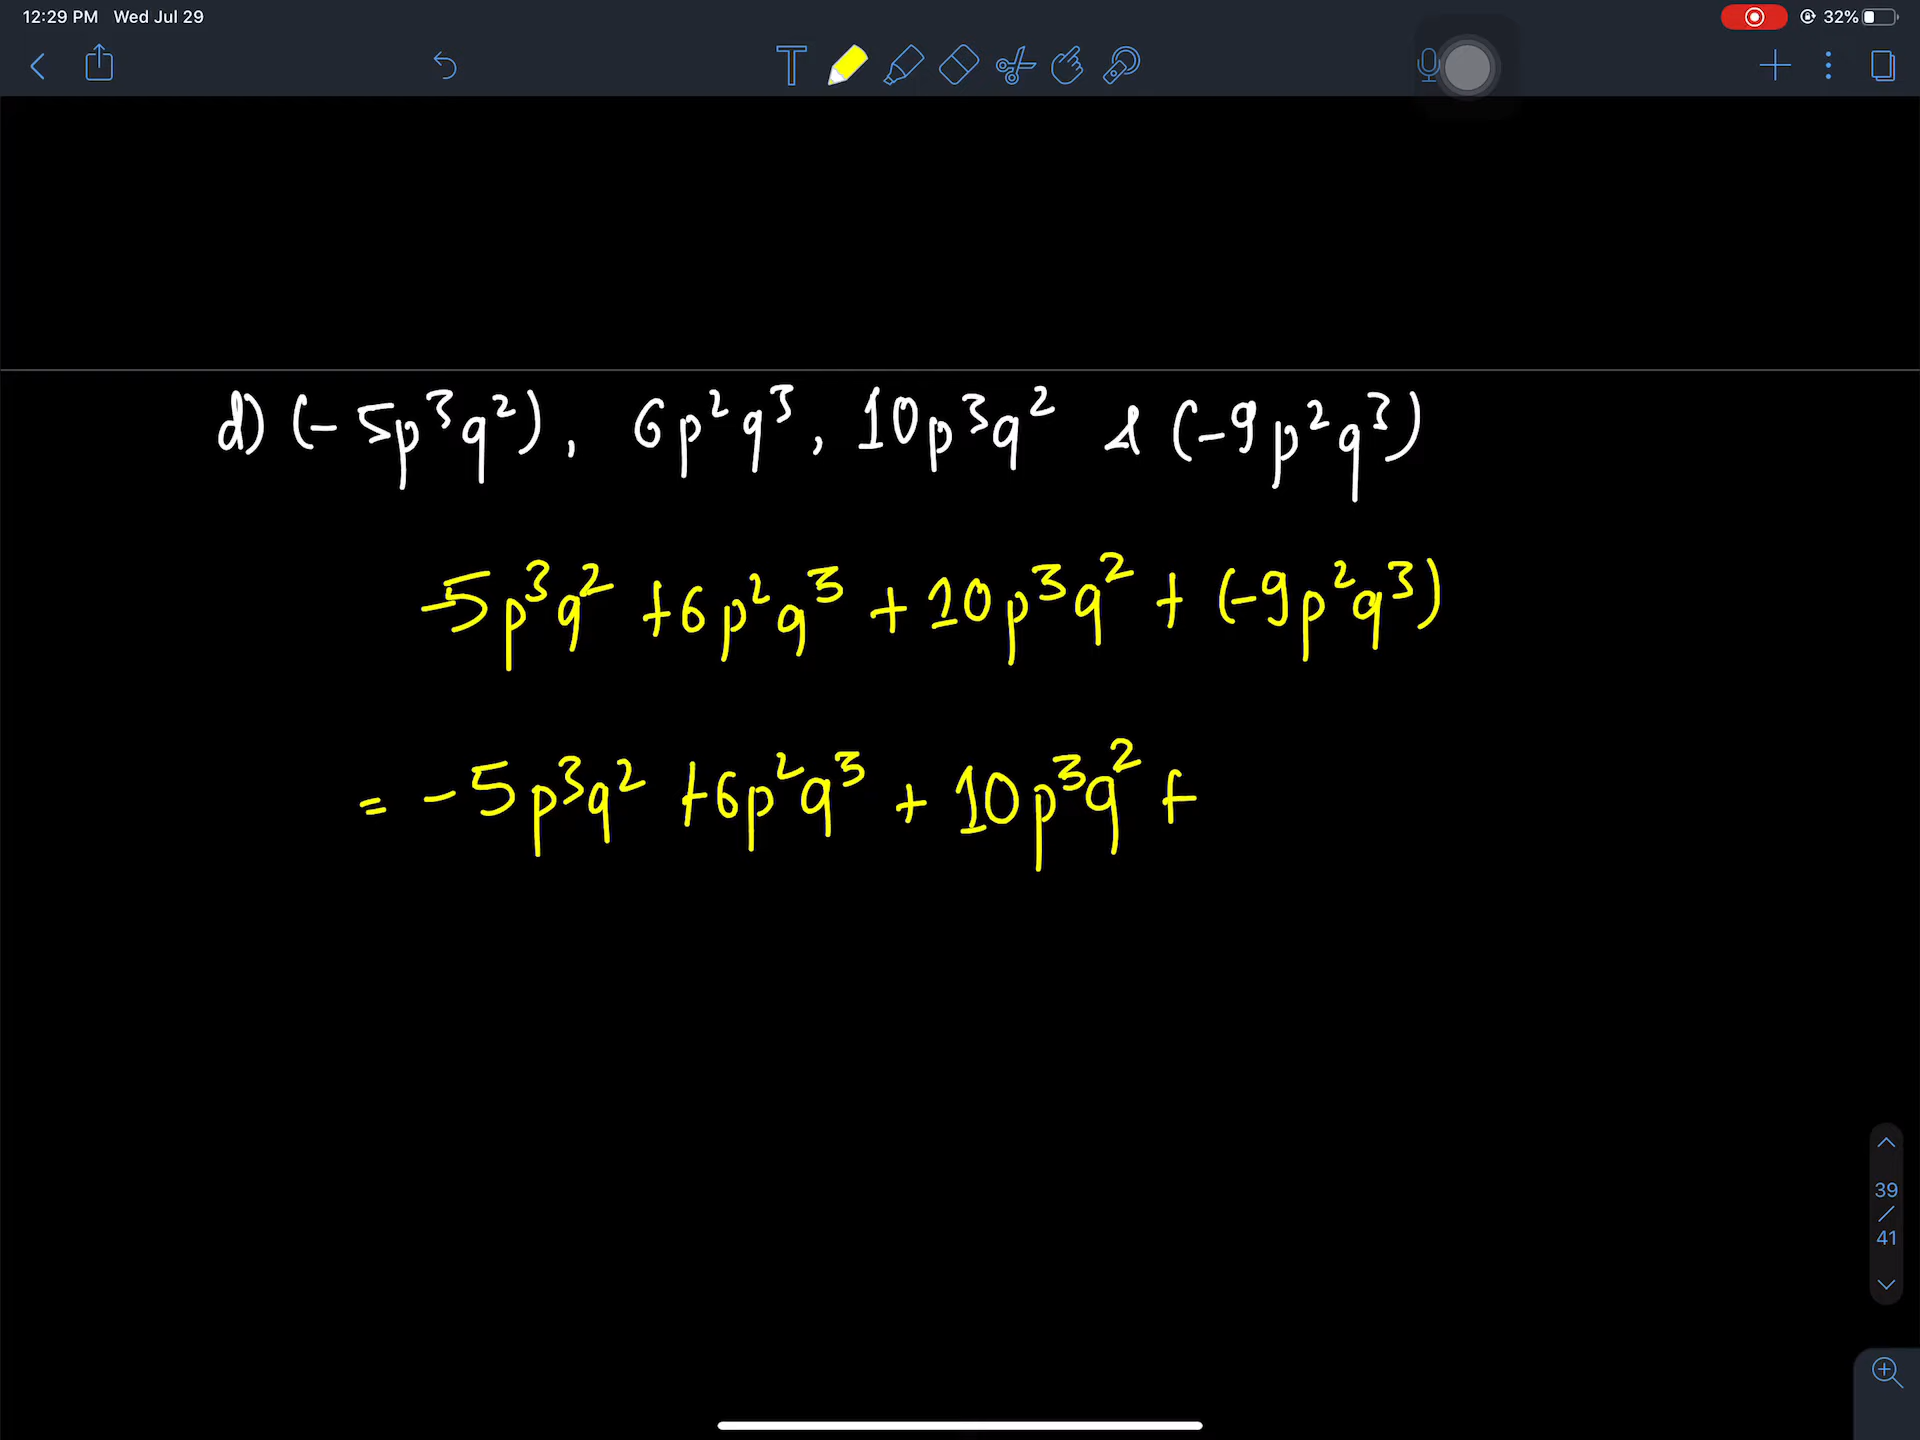 12:29 PM Wed Jul 29 32%
d) (-5p³q²), 6p²q³, 10p³q² & (-9p²q³)
-5p³q² +6p²q³ + 10p³q² + (-9p²q³)
= -5p³q² +6p²q³ + 10p³q² +
39
/
41